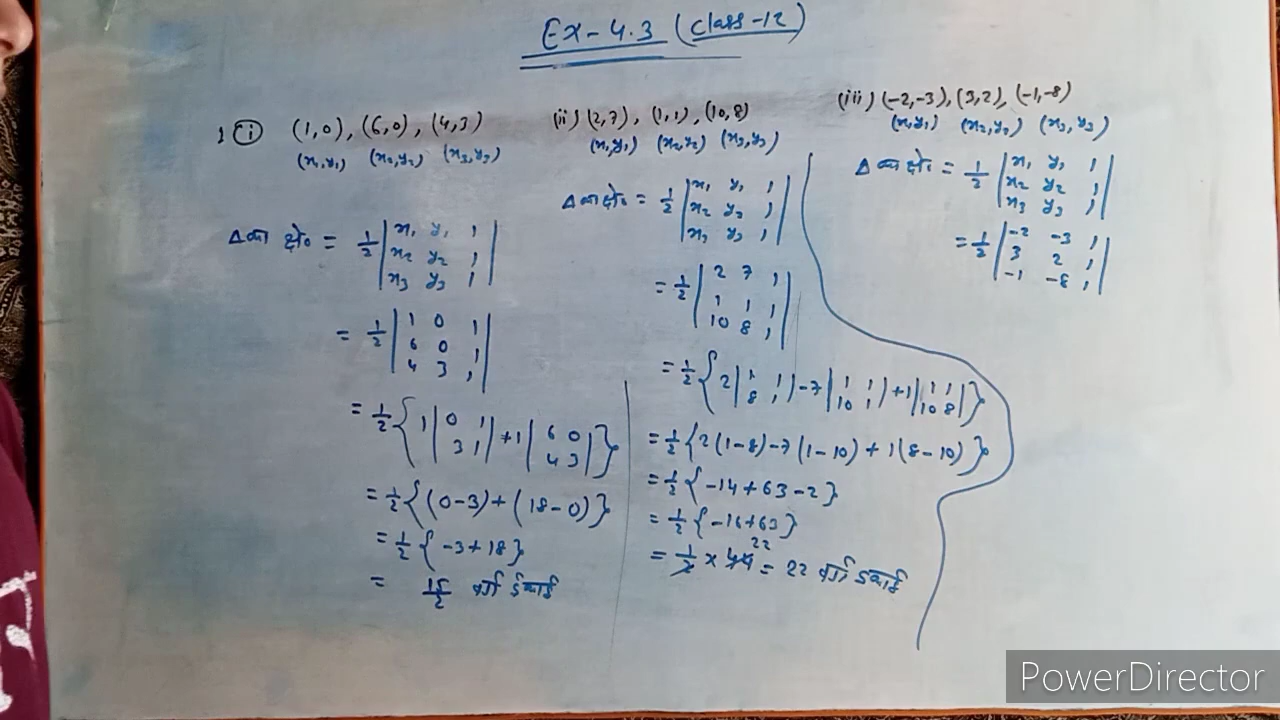 Ex-4.3 (Class-12)
1 (i) (1,0), (6,0), (4,3)
(x₁,y₁) (x₂,y₂) (x₃,y₃)
Δ का क्षे० = 1/2 | x₁ y₁ 1 |
| x₂ y₂ 1 |
| x₃ y₃ 1 |
= 1/2 | 1 0 1 |
| 6 0 1 |
| 4 3 1 |
= 1/2 { 1 | 0 1 | + 1 | 6 0 | }
| 3 1 | | 4 3 |
= 1/2 { (0-3) + (18-0) }
= 1/2 { -3+18 }
= 15/2 वर्ग ईकाई
(ii) (2,7), (1,1), (10,8)
(x₁,y₁) (x₂,y₂) (x₃,y₃)
Δ का क्षे० = 1/2 | x₁ y₁ 1 |
| x₂ y₂ 1 |
| x₃ y₃ 1 |
= 1/2 | 2 7 1 |
| 1 1 1 |
| 10 8 1 |
= 1/2 { 2 | 1 1 | -7 | 1 1 | +1 | 1 1 | }
| 8 1 | | 10 1 | | 10 8 |
= 1/2 { 2(1-8) -7(1-10) + 1(8-10) }
= 1/2 { -14+63-2 }
= 1/2 { -16+63 }
= 1/2 × 44 22 = 22 वर्ग ईकाई
(iii) (-2,-3), (3,2), (-1,-8)
(x₁,y₁) (x₂,y₂) (x₃,y₃)
Δ का क्षे० = 1/2 | x₁ y₁ 1 |
| x₂ y₂ 1 |
| x₃ y₃ 1 |
= 1/2 | -2 -3 1 |
| 3 2 1 |
| -1 -8 1 |
PowerDirector